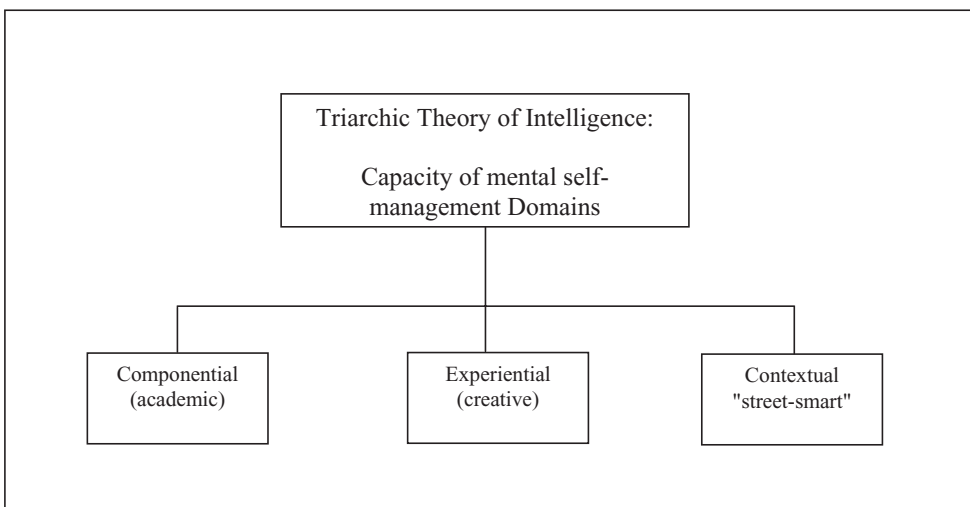 Triarchic Theory of Intelligence:
Capacity of mental self-
management Domains
Componential
(academic)
Experiential
(creative)
Contextual
"street-smart"